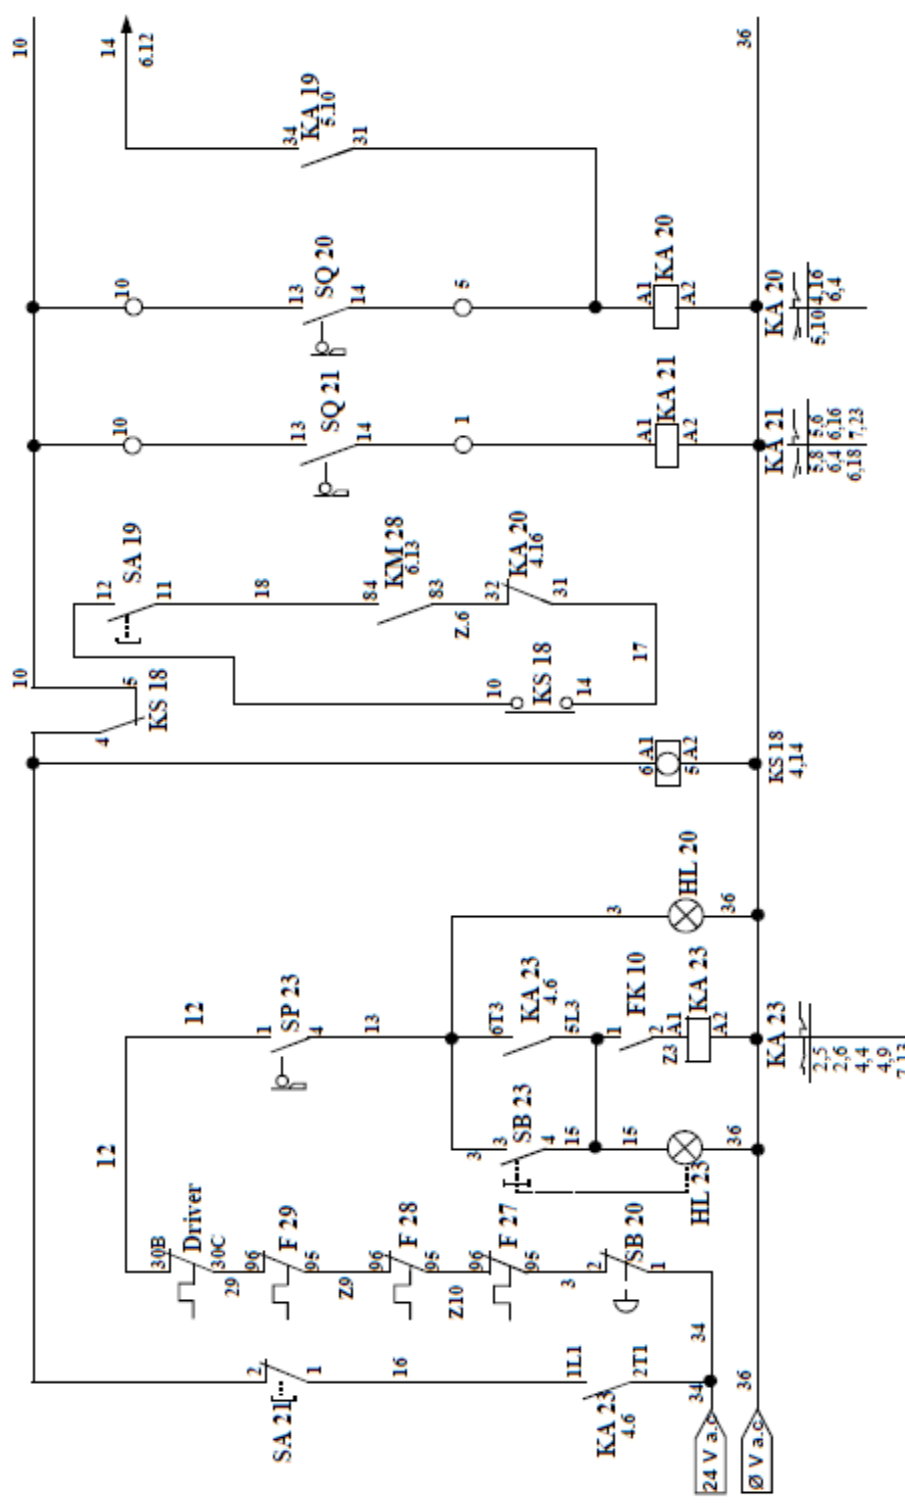 24 V a.c
Ø V a.c
34
36
34
KA 23
4.6
2T1
1L1
16
SA 21
1
2
1
SB 20
2
3
95
F 27
96
Z10
95
F 28
96
Z9
95
F 29
96
29
30C
Driver
30B
12
12
1
SP 23
4
13
3
3
SB 23
4
15
15
HL 23
36
6T3
KA 23
4.6
5L3
1
FK 10
2
Z3
A1
KA 23
A2
KA 23
2,5
2,6
4,4
4,9
7,13
3
HL 20
36
6
A1
5
A2
KS 18
4,14
4
5
KS 18
10
10
KS 18
14
17
12
SA 19
11
18
84
KM 28
6.13
83
Z.6
32
KA 20
4.16
31
10
13
SQ 21
14
1
A1
KA 21
A2
KA 21
5,8 5,6
6,4 6,16
6,18 7,23
10
13
SQ 20
14
5
A1
KA 20
A2
KA 20
5,10 4,16
6,4
34
KA 19
5.10
31
10
14
6.12
36